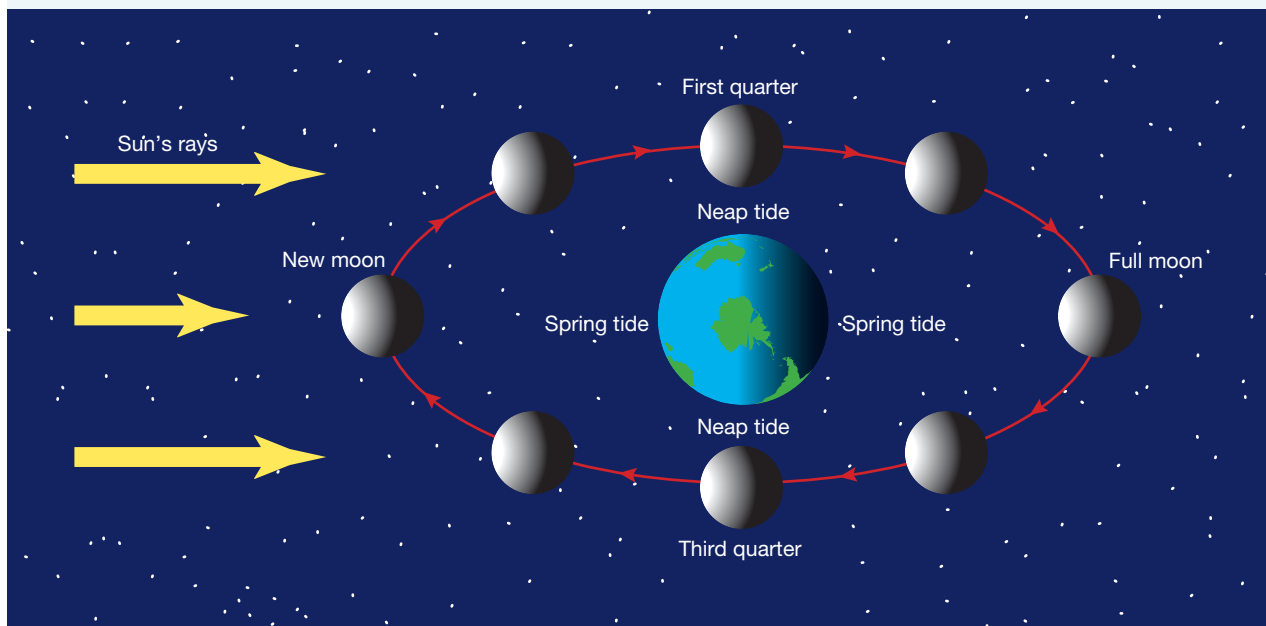 First quarter
Sun's rays
Neap tide
New moon
Full moon
Spring tide
Spring tide
Neap tide
Third quarter